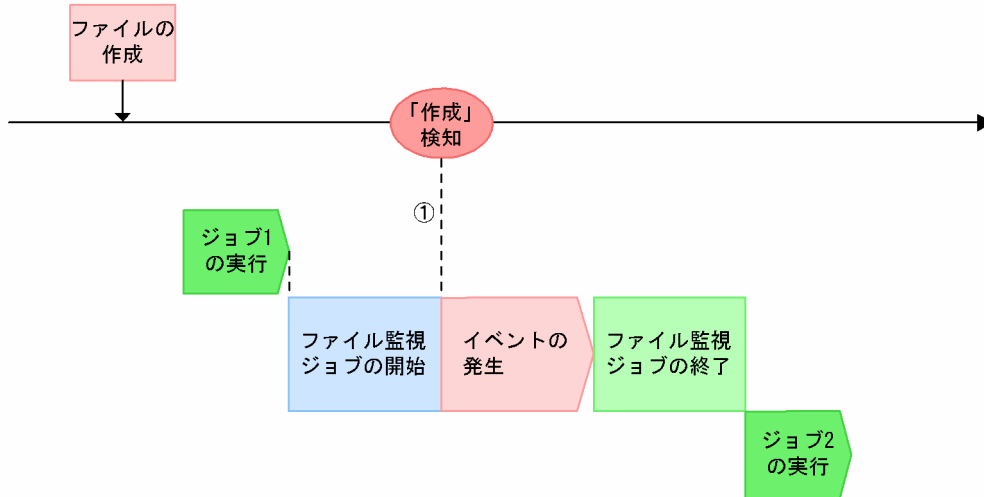 ファイルの
作成
「作成」
検知
①
ジョブ1
の実行
ファイル監視
ジョブの開始
イベントの
発生
ファイル監視
ジョブの終了
ジョブ2
の実行